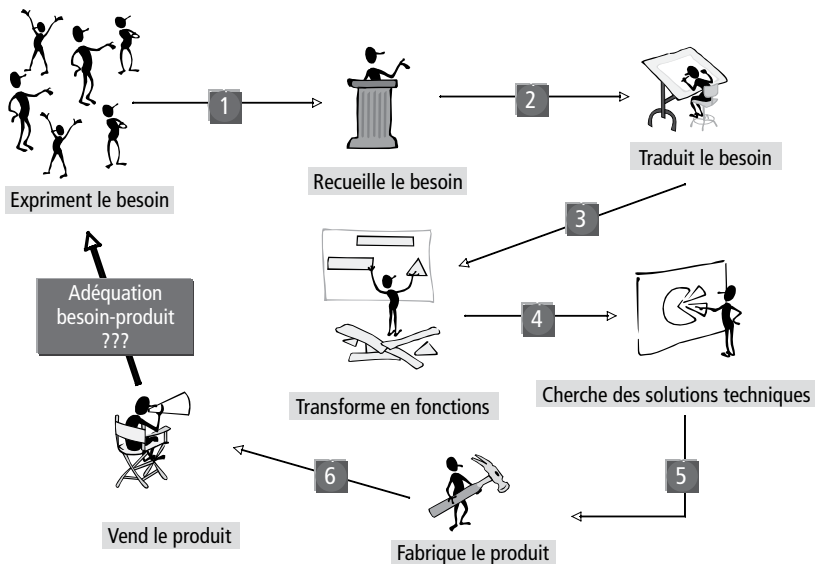 1
2
Traduit le besoin
Recueille le besoin
Expriment le besoin
3
Adéquation
besoin-produit
???
4
Cherche des solutions techniques
Transforme en fonctions
5
6
Vend le produit
Fabrique le produit